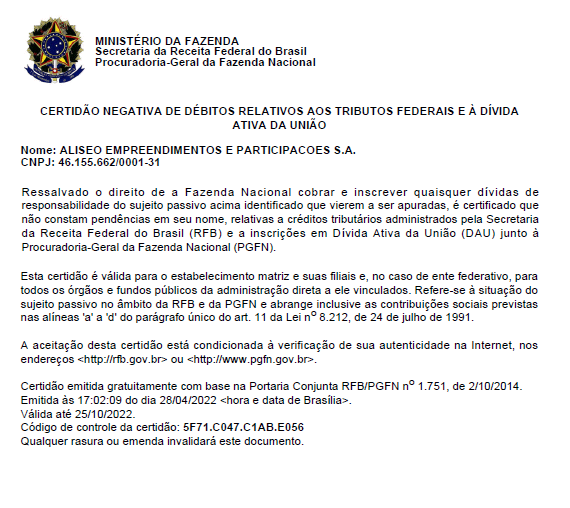 MINISTÉRIO DA FAZENDA
Secretaria da Receita Federal do Brasil
Procuradoria-Geral da Fazenda Nacional
CERTIDÃO NEGATIVA DE DÉBITOS RELATIVOS AOS TRIBUTOS FEDERAIS E À DÍVIDA
ATIVA DA UNIÃO
Nome: ALISEO EMPREENDIMENTOS E PARTICIPACOES S.A.
CNPJ: 46.155.662/0001-31
Ressalvado o direito de a Fazenda Nacional cobrar e inscrever quaisquer dívidas de
responsabilidade do sujeito passivo acima identificado que vierem a ser apuradas, é certificado que
não constam pendências em seu nome, relativas a créditos tributários administrados pela Secretaria
da Receita Federal do Brasil (RFB) e a inscrições em Dívida Ativa da União (DAU) junto à
Procuradoria-Geral da Fazenda Nacional (PGFN).
Esta certidão é válida para o estabelecimento matriz e suas filiais e, no caso de ente federativo, para
todos os órgãos e fundos públicos da administração direta a ele vinculados. Refere-se à situação do
sujeito passivo no âmbito da RFB e da PGFN e abrange inclusive as contribuições sociais previstas
nas alíneas 'a' a 'd' do parágrafo único do art. 11 da Lei nº 8.212, de 24 de julho de 1991.
A aceitação desta certidão está condicionada à verificação de sua autenticidade na Internet, nos
endereços <http://rfb.gov.br> ou <http://www.pgfn.gov.br>.
Certidão emitida gratuitamente com base na Portaria Conjunta RFB/PGFN nº 1.751, de 2/10/2014.
Emitida às 17:02:09 do dia 28/04/2022 <hora e data de Brasília>.
Válida até 25/10/2022.
Código de controle da certidão: 5F71.C047.C1AB.E056
Qualquer rasura ou emenda invalidará este documento.